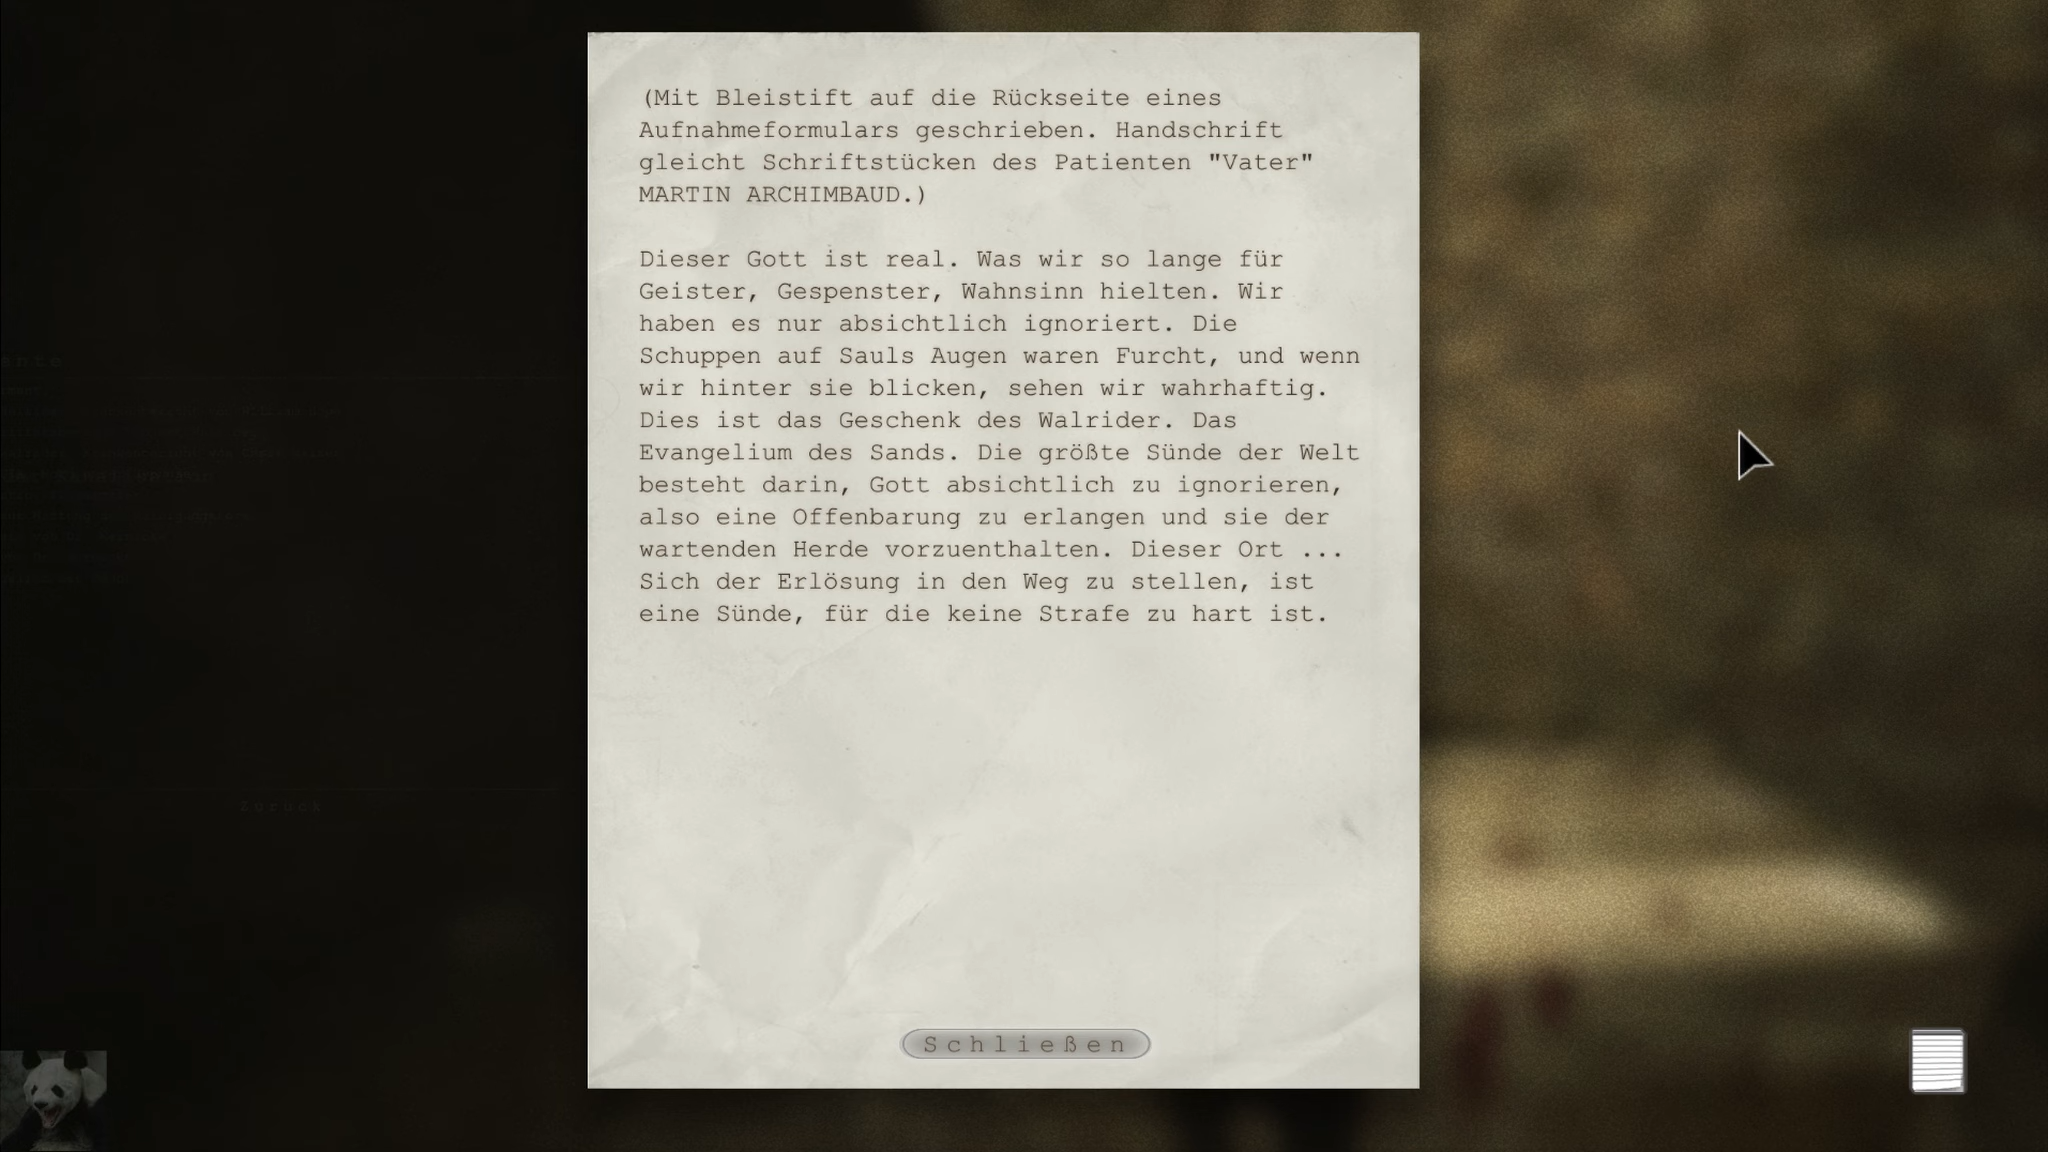 (Mit Bleistift auf die Rückseite eines
Aufnahmeformulars geschrieben. Handschrift
gleicht Schriftstücken des Patienten "Vater"
MARTIN ARCHIMBAUD.)
Dieser Gott ist real. Was wir so lange für
Geister, Gespenster, Wahnsinn hielten. Wir
haben es nur absichtlich ignoriert. Die
Schuppen auf Sauls Augen waren Furcht, und wenn
wir hinter sie blicken, sehen wir wahrhaftig.
Dies ist das Geschenk des Walrider. Das
Evangelium des Sands. Die größte Sünde der Welt
besteht darin, Gott absichtlich zu ignorieren,
also eine Offenbarung zu erlangen und sie der
wartenden Herde vorzuenthalten. Dieser Ort ...
Sich der Erlösung in den Weg zu stellen, ist
eine Sünde, für die keine Strafe zu hart ist.
Zurück
Schließen